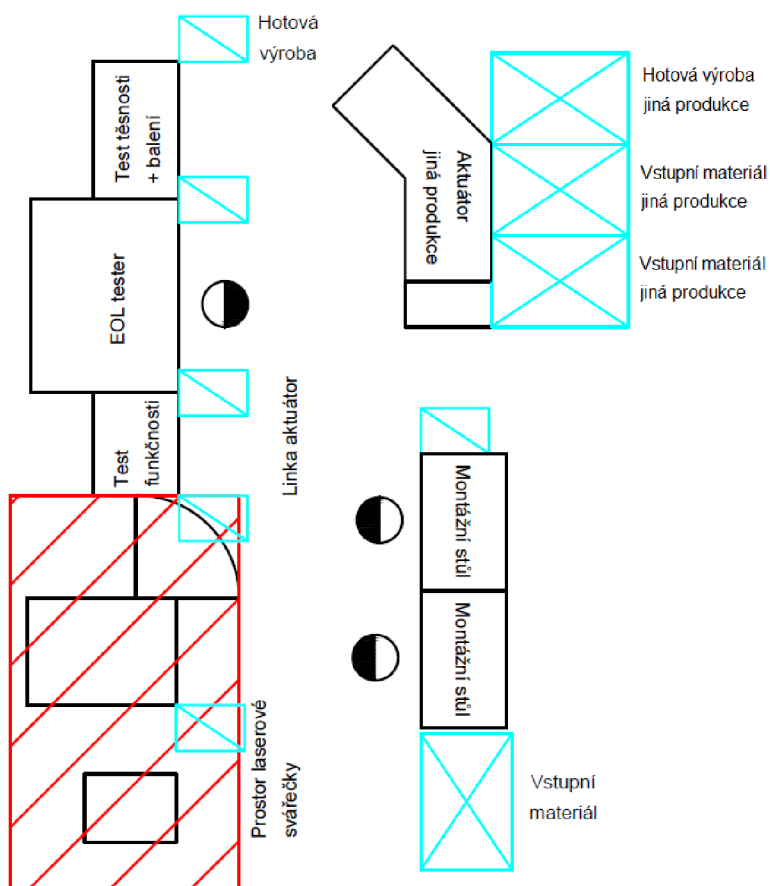 Hotová
výroba
Test těsnosti
+ balení
EOL tester
Test
funkčnosti
Linka aktuátor
Prostor laserové
svářečky
Aktuátor
jiná produkce
Hotová výroba
jiná produkce
Vstupní materiál
jiná produkce
Vstupní materiál
jiná produkce
Montážní stůl
Montážní stůl
Vstupní
materiál